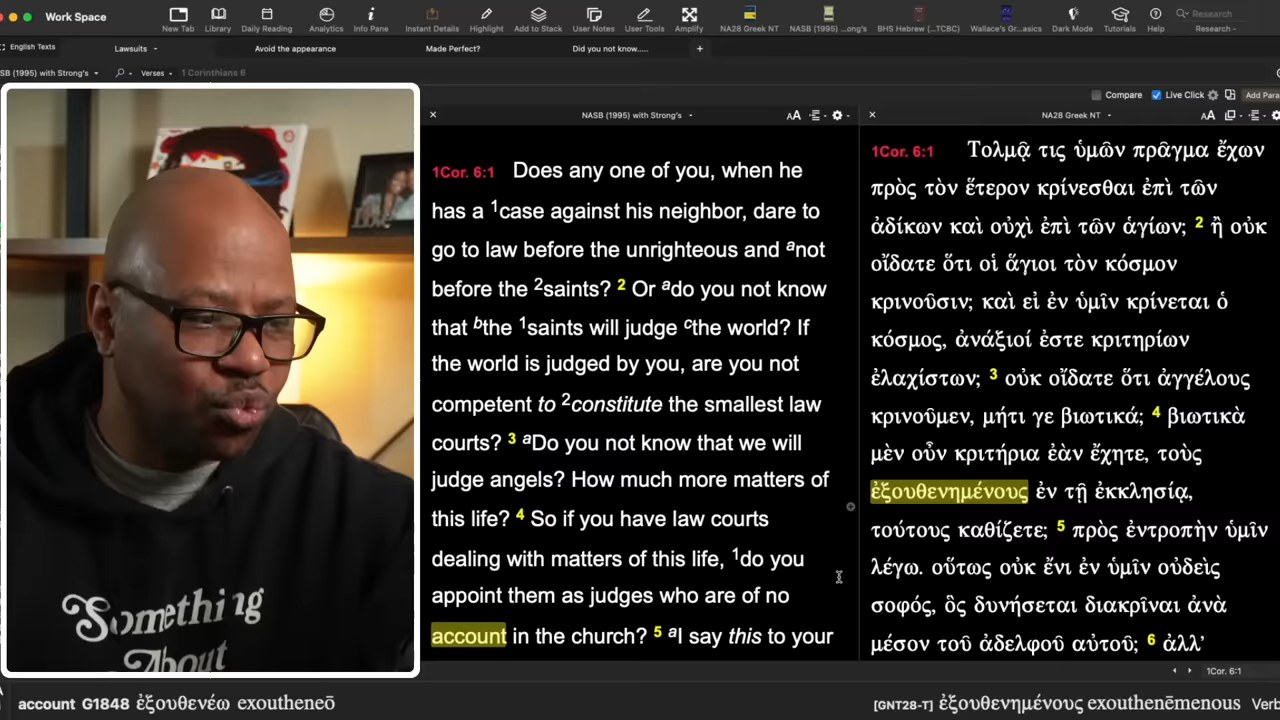 Work Space
New Tab
Library
Daily Reading
Analytics
Info Pane
Instant Details
Highlight
Add to Stack
User Notes
User Tools
Amplify
NA28 Greek NT
NASB (1995) ...ong's
BHS Hebrew (...TCBC)
Wallace's Gr...asics
Dark Mode
Tutorials
Help
Research
Research
English Texts
Lawsuits
Avoid the appearance
Made Perfect?
Did you not know.....
+
SB (1995) with Strong's
Verses
1 Corinthians 6
Compare
Live Click
Add Para
NASB (1995) with Strong's
AA
1Cor. 6:1 Does any one of you, when he
has a 1case against his neighbor, dare to
go to law before the unrighteous and anot
before the 2saints? 2 Or ado you not know
that bthe 1saints will judge cthe world? If
the world is judged by you, are you not
competent to 2constitute the smallest law
courts? 3 aDo you not know that we will
judge angels? How much more matters of
this life? 4 So if you have law courts
dealing with matters of this life, 1do you
appoint them as judges who are of no
account in the church? 5 aI say this to your
NA28 Greek NT
AA
1Cor. 6:1 Τολμᾷ τις ὑμῶν πρᾶγμα ἔχων
πρὸς τὸν ἕτερον κρίνεσθαι ἐπὶ τῶν
ἀδίκων καὶ οὐχὶ ἐπὶ τῶν ἁγίων; 2 ἢ οὐκ
οἴδατε ὅτι οἱ ἅγιοι τὸν κόσμον
κρινοῦσιν; καὶ εἰ ἐν ὑμῖν κρίνεται ὁ
κόσμος, ἀνάξιοί ἐστε κριτηρίων
ἐλαχίστων; 3 οὐκ οἴδατε ὅτι ἀγγέλους
κρινοῦμεν, μήτι γε βιωτικά; 4 βιωτικὰ
μὲν οὖν κριτήρια ἐὰν ἔχητε, τοὺς
ἐξουθενημένους ἐν τῇ ἐκκλησίᾳ,
τούτους καθίζετε; 5 πρὸς ἐντροπὴν ὑμῖν
λέγω. οὕτως οὐκ ἔνι ἐν ὑμῖν οὐδεὶς
σοφός, ὃς δυνήσεται διακρῖναι ἀνὰ
μέσον τοῦ ἀδελφοῦ αὐτοῦ; 6 ἀλλ’
1Cor. 6:1
Something
About
account G1848 ἐξουθενέω exoutheneō
[GNT28-T] ἐξουθενημένους exouthenēmenous Verb